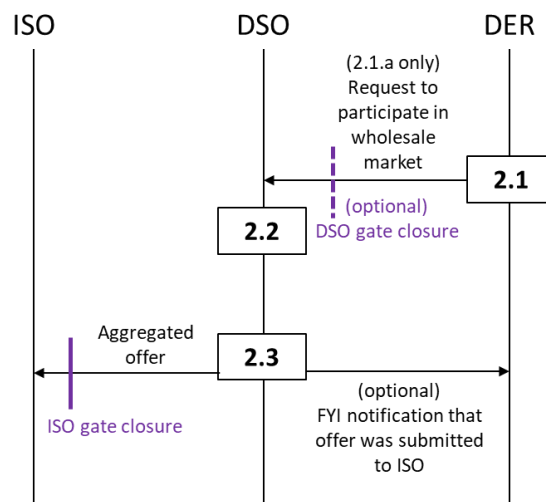 ISO
DSO
DER
(2.1.a only)
Request to
participate in
wholesale
market
2.1
(optional)
DSO gate closure
2.2
Aggregated
offer
2.3
ISO gate closure
(optional)
FYI notification that
offer was submitted
to ISO